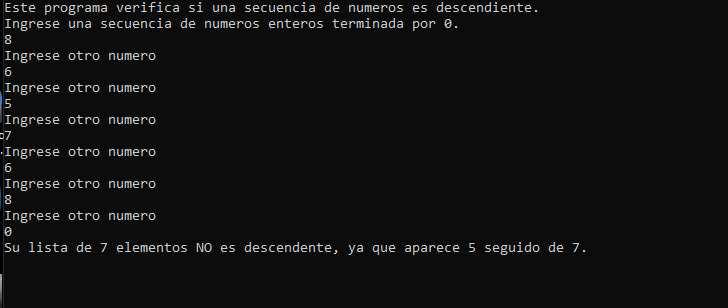 Este programa verifica si una secuencia de numeros es descendiente.
Ingrese una secuencia de numeros enteros terminada por 0.
8
Ingrese otro numero
6
Ingrese otro numero
5
Ingrese otro numero
7
Ingrese otro numero
6
Ingrese otro numero
8
Ingrese otro numero
0
Su lista de 7 elementos NO es descendente, ya que aparece 5 seguido de 7.